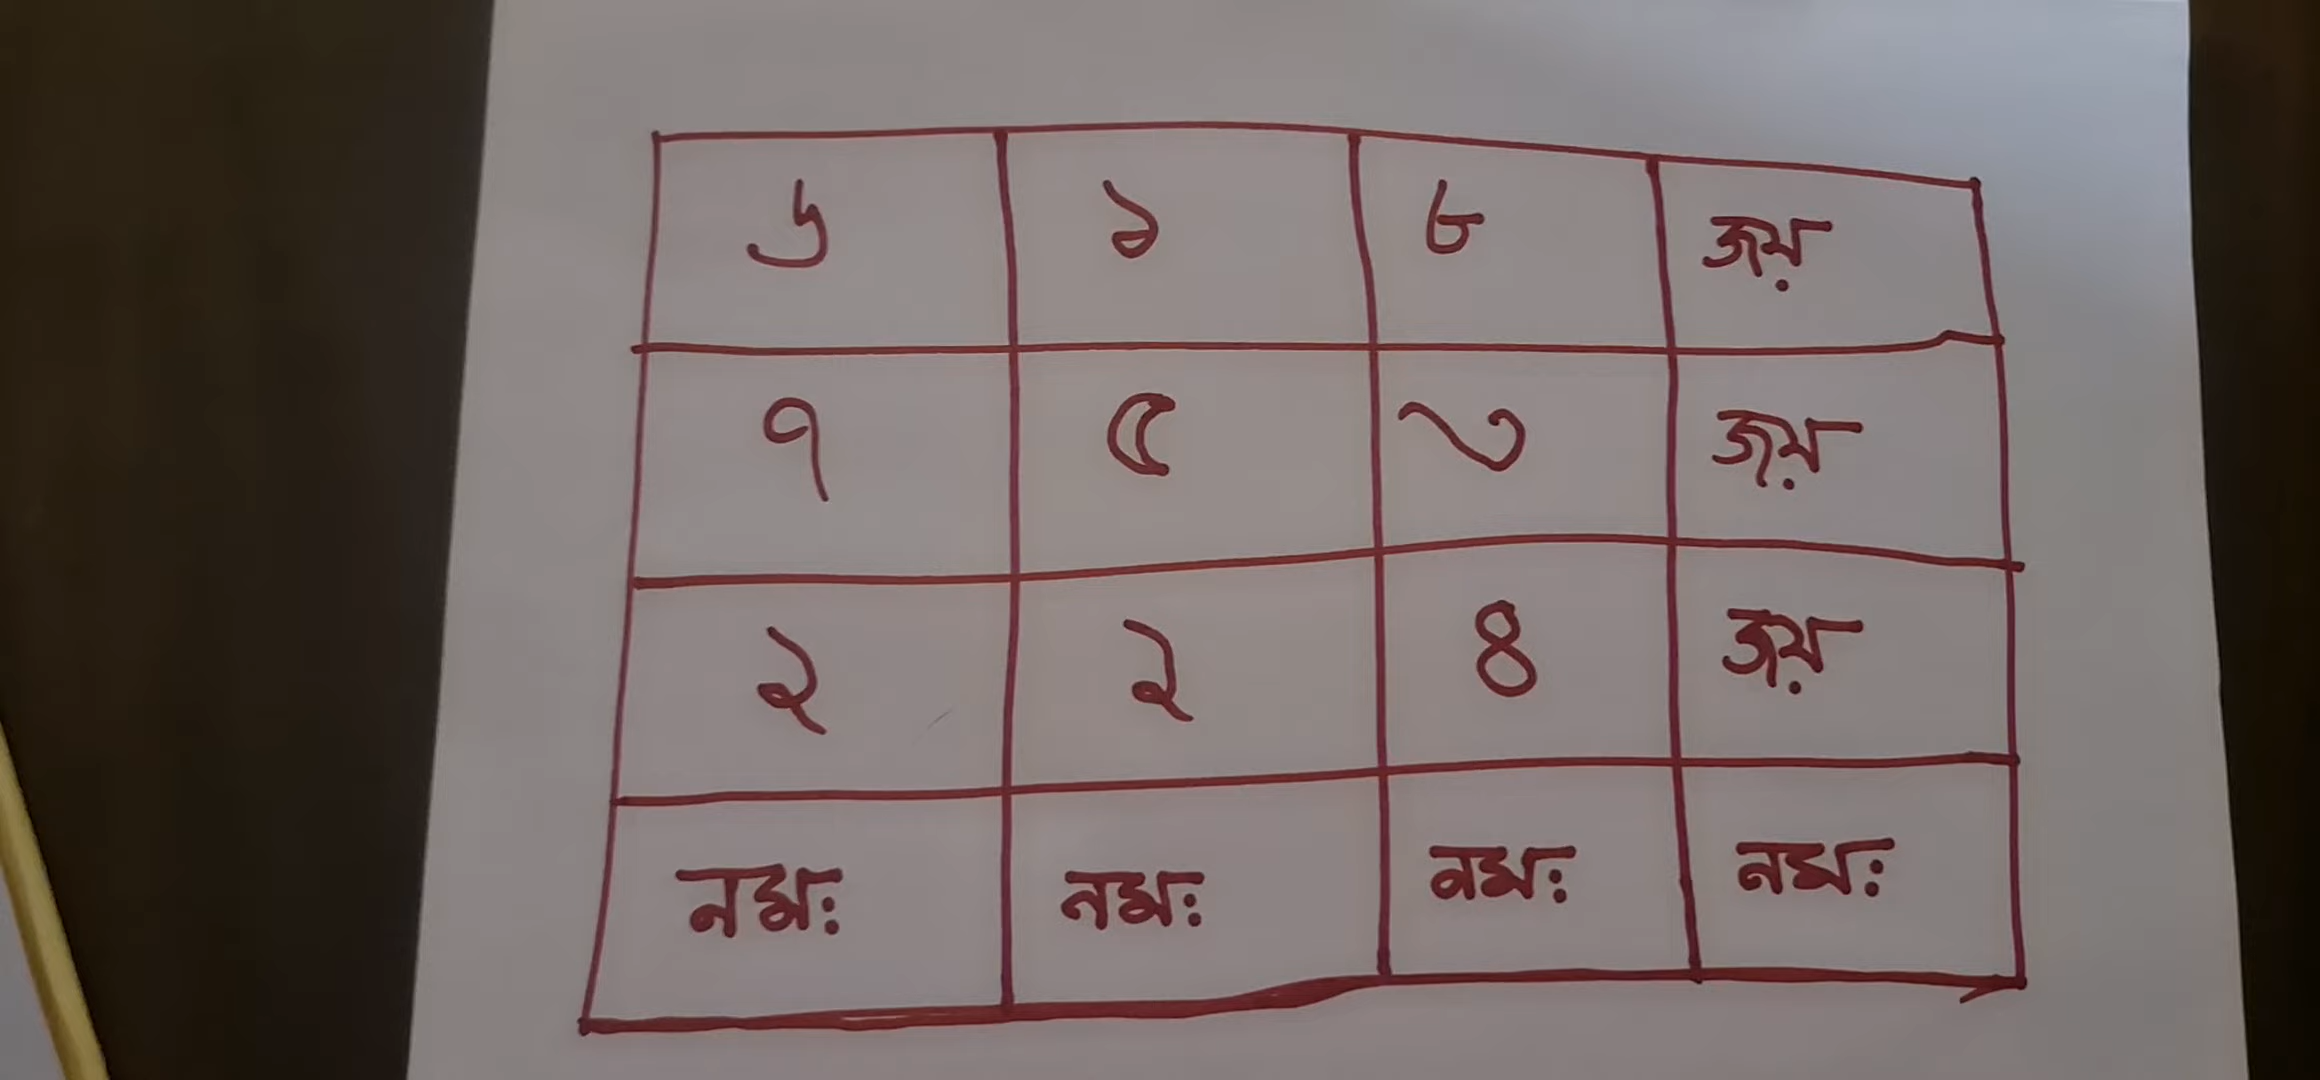 ৬ ১ ৮ জয়
৭ ৫ ৩ জয়
২ ২ ৪ জয়
নমঃ নমঃ নমঃ নমঃ